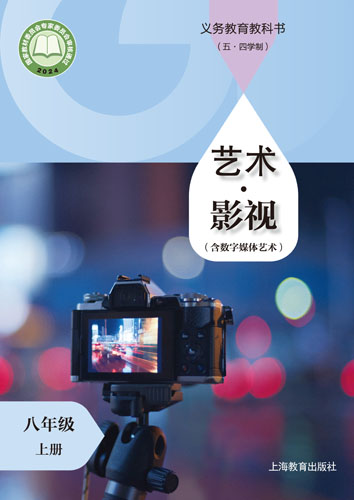 义务教育教科书
（五·四学制）
2024
艺术
·
影视
（含数字媒体艺术）
八年级
上册
上海教育出版社